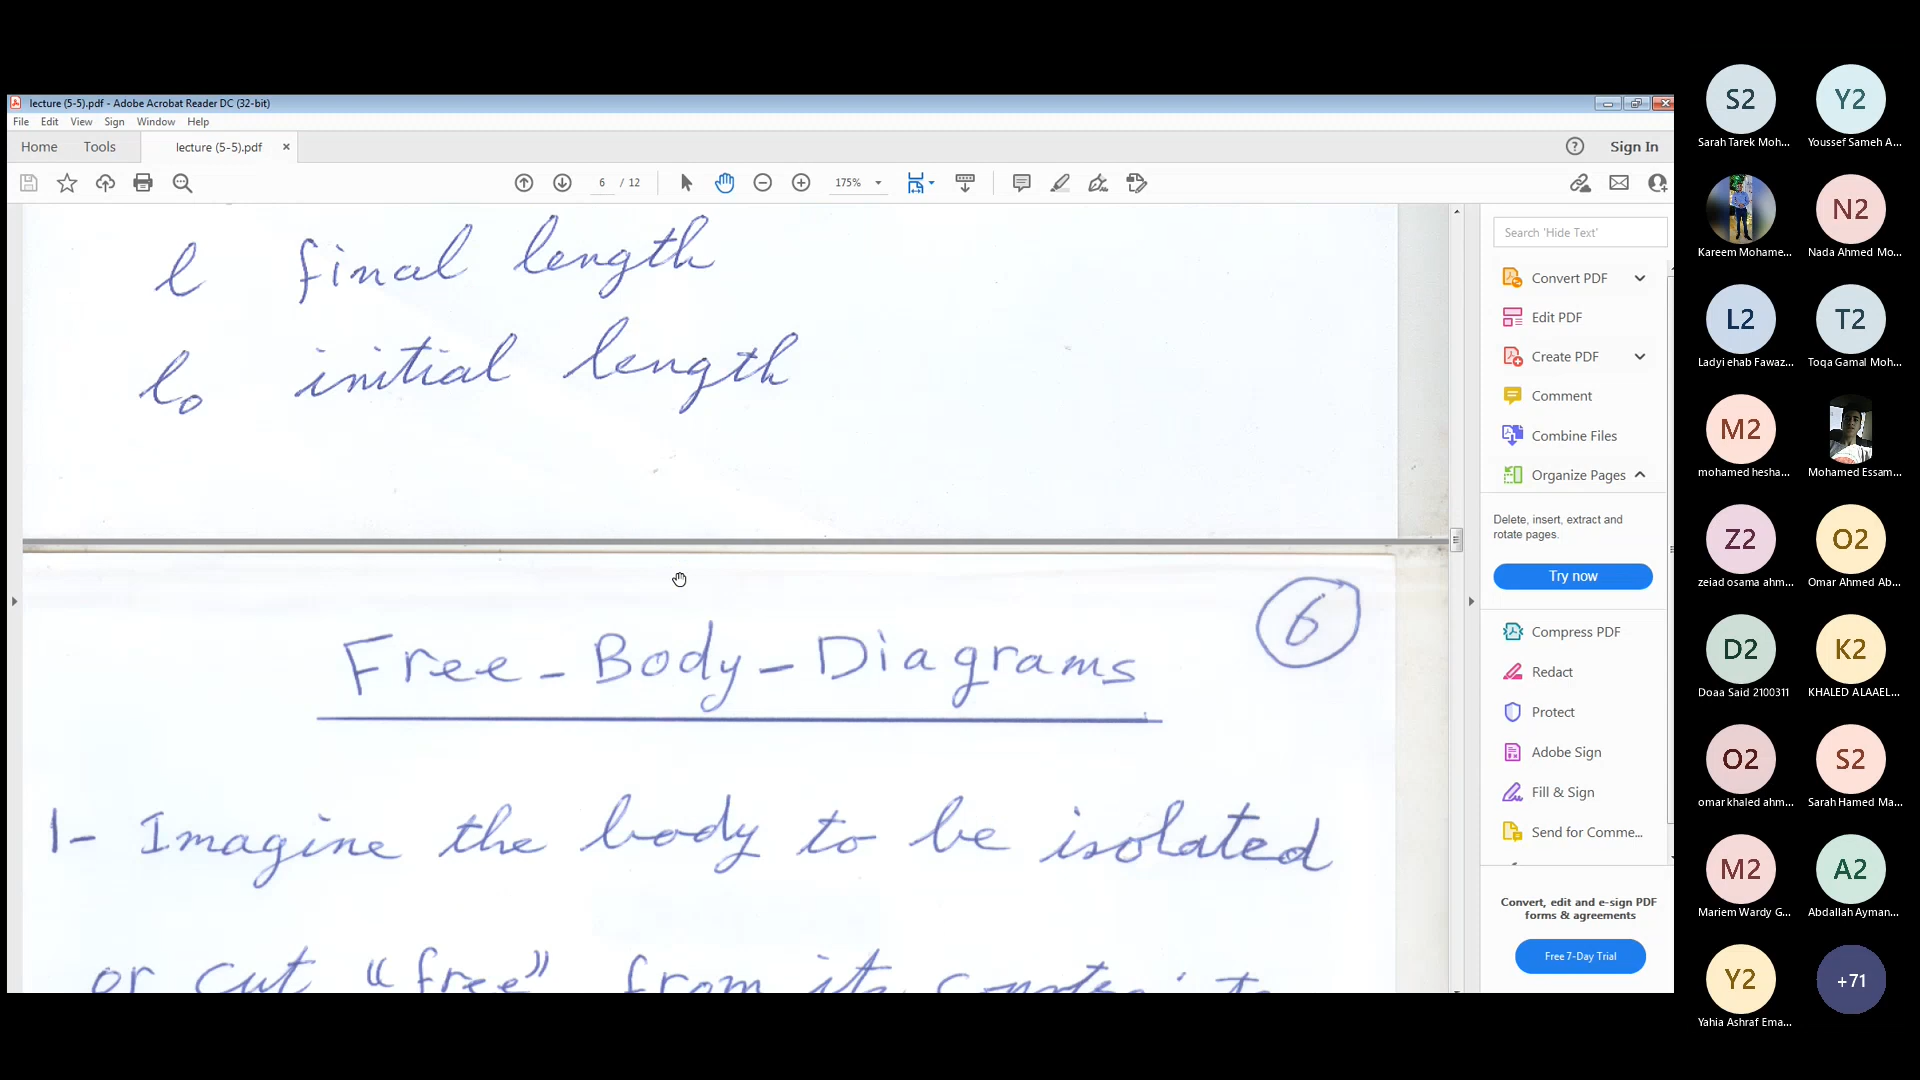 lecture (5-5).pdf - Adobe Acrobat Reader DC (32-bit)
File Edit View Sign Window Help
Home Tools lecture (5-5).pdf × Sign In
6 / 12 175%
l final length
l₀ initial length
6
Free-Body-Diagrams
1- Imagine the body to be isolated
or cut "free" from its
Search 'Hide Text'
Convert PDF
Edit PDF
Create PDF
Comment
Combine Files
Organize Pages
Delete, insert, extract and
rotate pages.
Try now
Compress PDF
Redact
Protect
Adobe Sign
Fill & Sign
Send for Comme...
Convert, edit and e-sign PDF
forms & agreements
Free 7-Day Trial
S2 Y2
Sarah Tarek Moh... Youssef Sameh A...
N2
Kareem Mohame... Nada Ahmed Mo...
L2 T2
Ladyi ehab Fawaz... Toqa Gamal Moh...
M2
mohamed hesha... Mohamed Essam...
Z2 O2
zeiad osama ahm... Omar Ahmed Ab...
D2 K2
Doaa Said 2100311 KHALED ALAAEL...
O2 S2
omar khaled ahm... Sarah Hamed Ma...
M2 A2
Mariem Wardy G... Abdallah Ayman...
Y2 +71
Yahia Ashraf Ema...